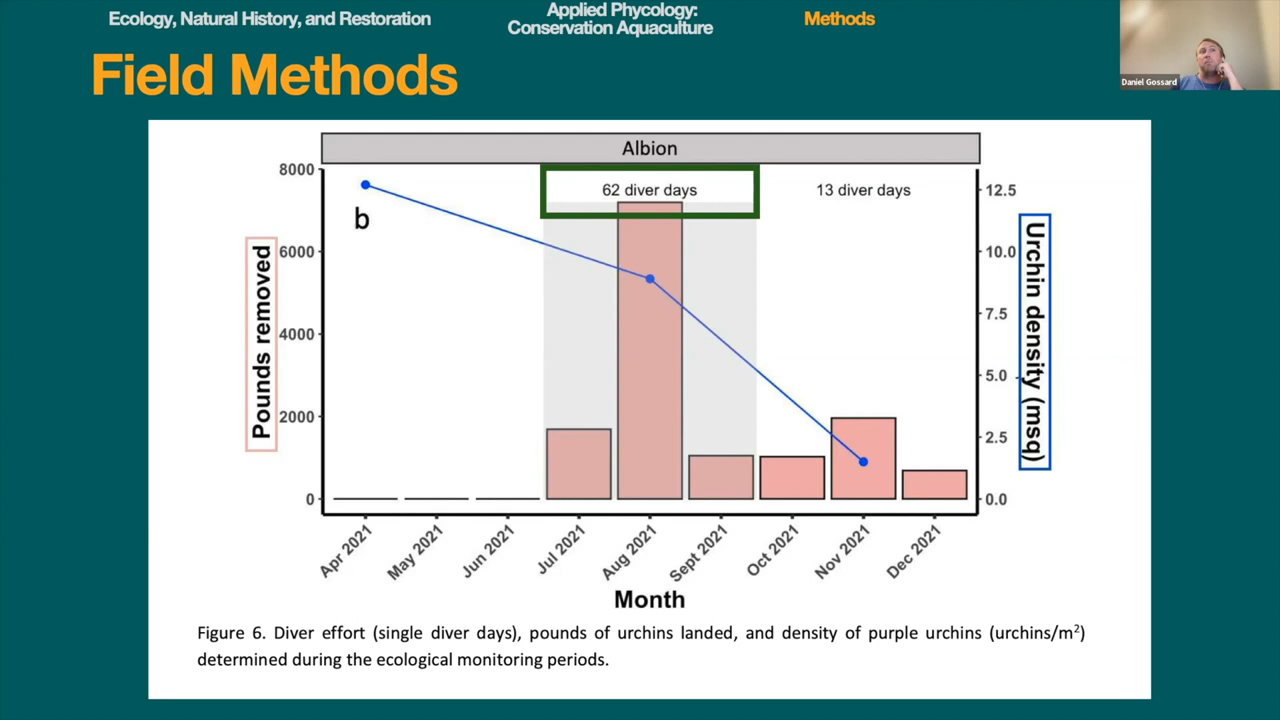 Ecology, Natural History, and Restoration
Applied Phycology:
Conservation Aquaculture
Methods
Field Methods
Daniel Gossard
Albion
62 diver days
13 diver days
b
Pounds removed
8000
6000
4000
2000
0
12.5
10.0
7.5
5.0
2.5
0.0
Urchin density (msq)
Apr 2021
May 2021
Jun 2021
Jul 2021
Aug 2021
Sept 2021
Oct 2021
Nov 2021
Dec 2021
Month
Figure 6. Diver effort (single diver days), pounds of urchins landed, and density of purple urchins (urchins/m²)
determined during the ecological monitoring periods.